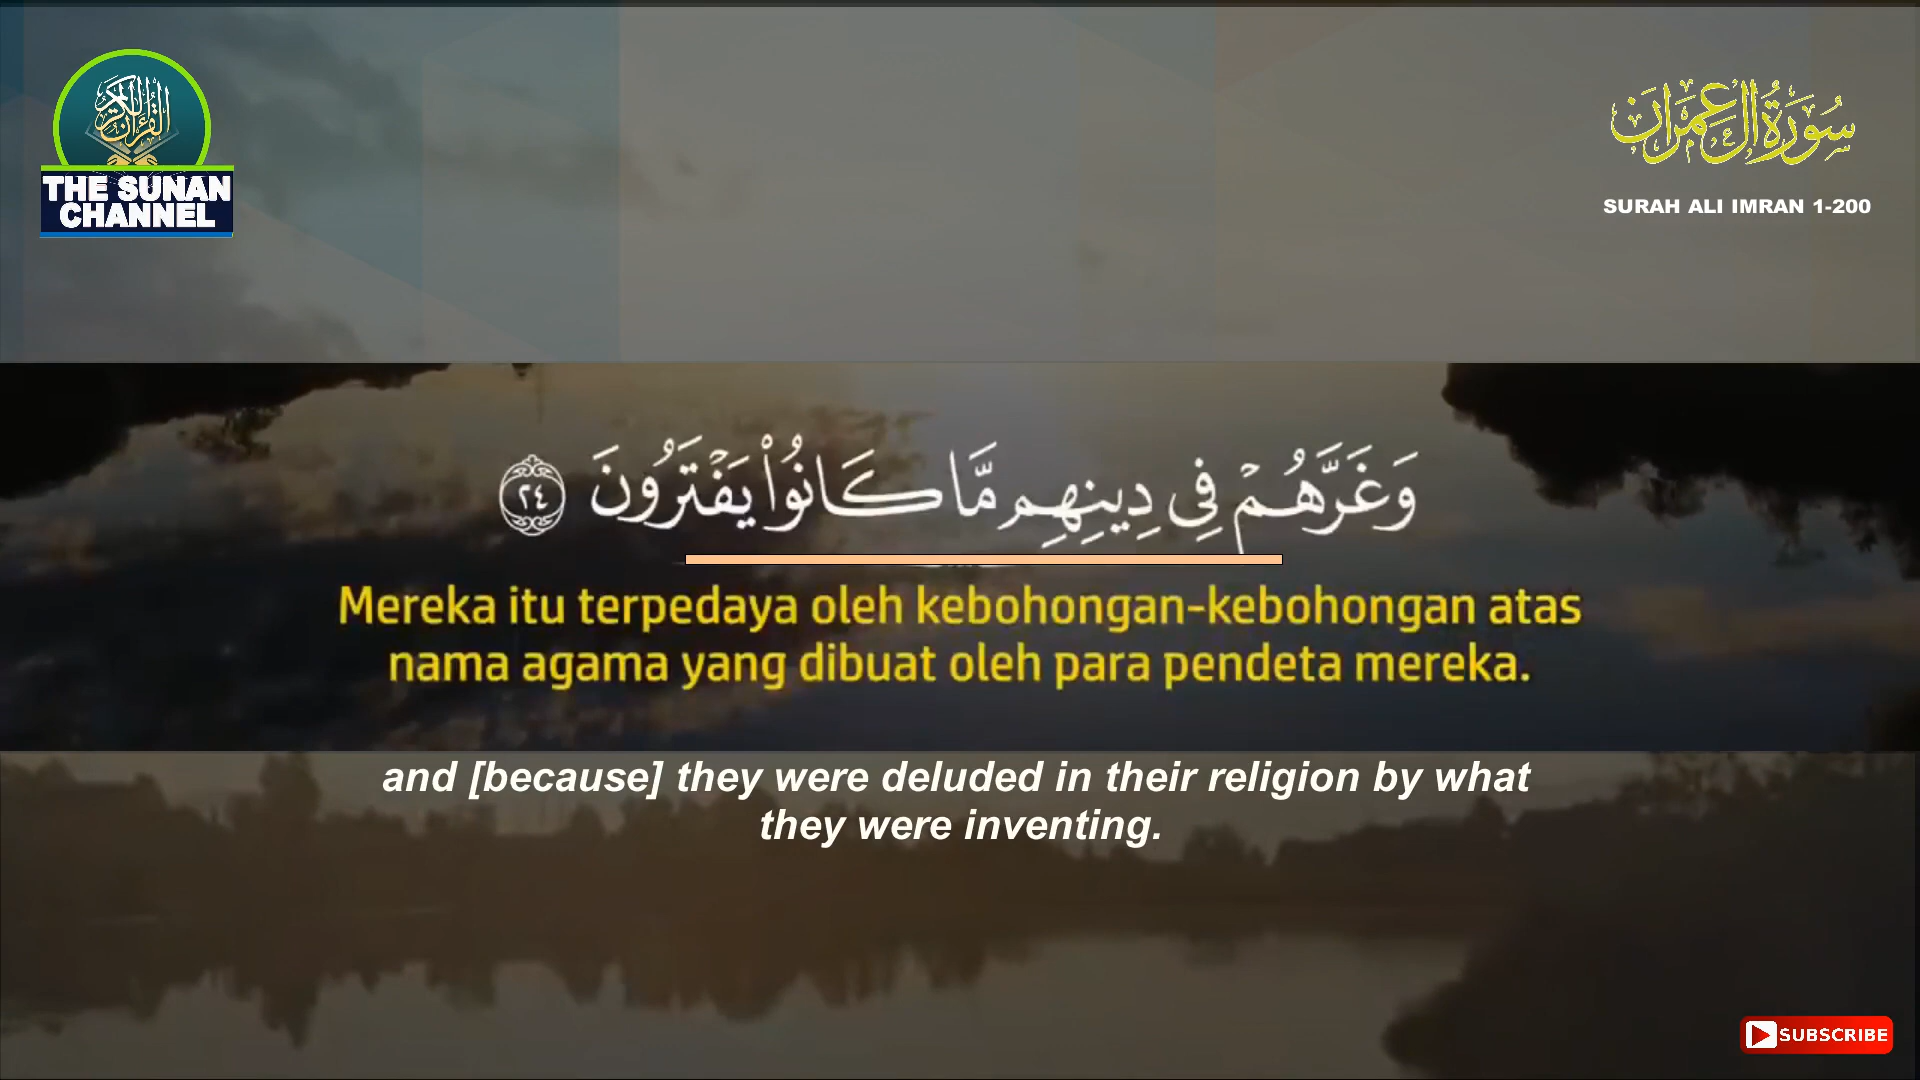 القرآن الكريم
THE SUNAN
CHANNEL
سُورَةُ آل عِمْرَان
SURAH ALI IMRAN 1-200
وَغَرَّهُمْ فِى دِينِهِم مَّا كَانُوا۟ يَفْتَرُونَ ٢٤
Mereka itu terpedaya oleh kebohongan-kebohongan atas
nama agama yang dibuat oleh para pendeta mereka.
and [because] they were deluded in their religion by what
they were inventing.
SUBSCRIBE